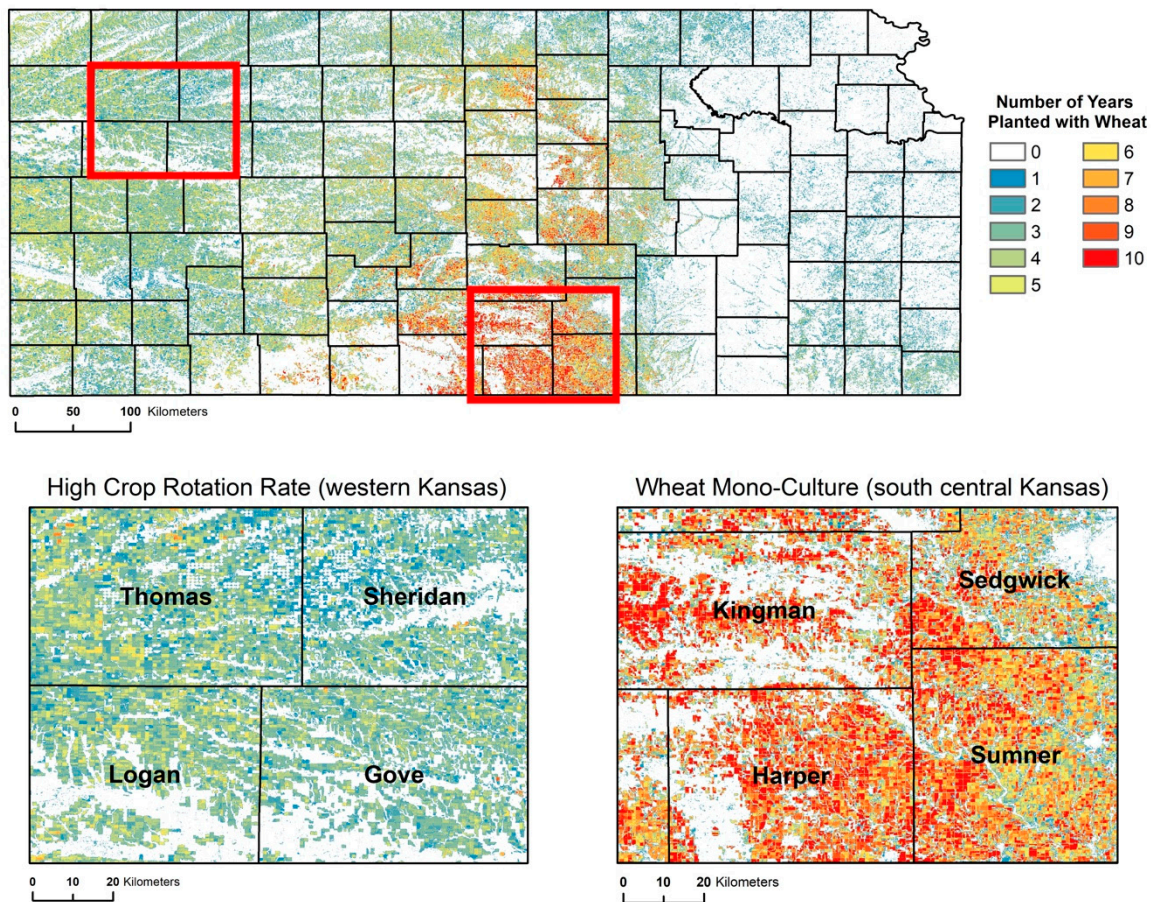 Number of Years
Planted with Wheat
0
6
1
7
2
8
3
9
4
10
5
0 50 100 Kilometers
High Crop Rotation Rate (western Kansas)
Wheat Mono-Culture (south central Kansas)
Thomas
Sheridan
Logan
Gove
Sedgwick
Kingman
Harper
Sumner
0 10 20 Kilometers
0 10 20 Kilometers